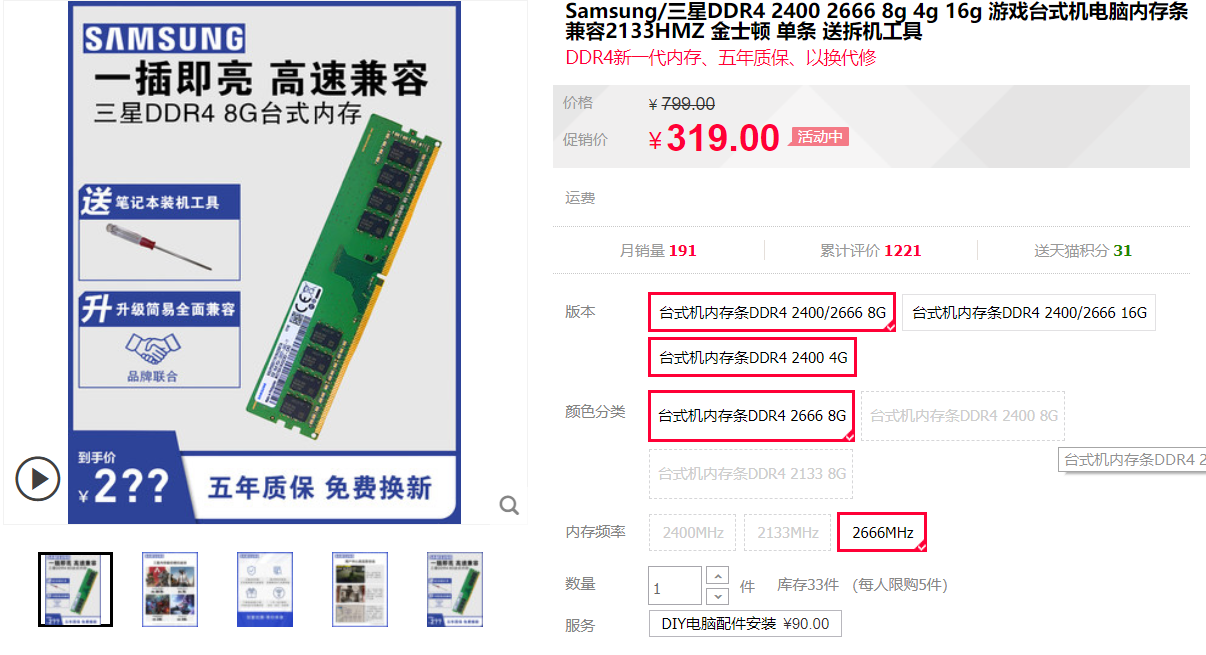 SAMSUNG
一插即亮 高速兼容
三星DDR4 8G台式内存
送 笔记本装机工具
升 升级简易全面兼容
品牌联合
到手价
¥2??
五年质保 免费换新
Samsung/三星DDR4 2400 2666 8g 4g 16g 游戏台式机电脑内存条
兼容2133HMZ 金士顿 单条 送拆机工具
DDR4新一代内存、五年质保、以换代修
价格 ¥799.00
促销价 ¥319.00 活动中
运费
月销量 191 累计评价 1221 送天猫积分 31
版本 台式机内存条DDR4 2400/2666 8G 台式机内存条DDR4 2400/2666 16G
台式机内存条DDR4 2400 4G
颜色分类 台式机内存条DDR4 2666 8G 台式机内存条DDR4 2400 8G
台式机内存条DDR4 2
台式机内存条DDR4 2133 8G
内存频率 2400MHz 2133MHz 2666MHz
数量 1 件 库存33件 (每人限购5件)
服务 DIY电脑配件安装 ¥90.00